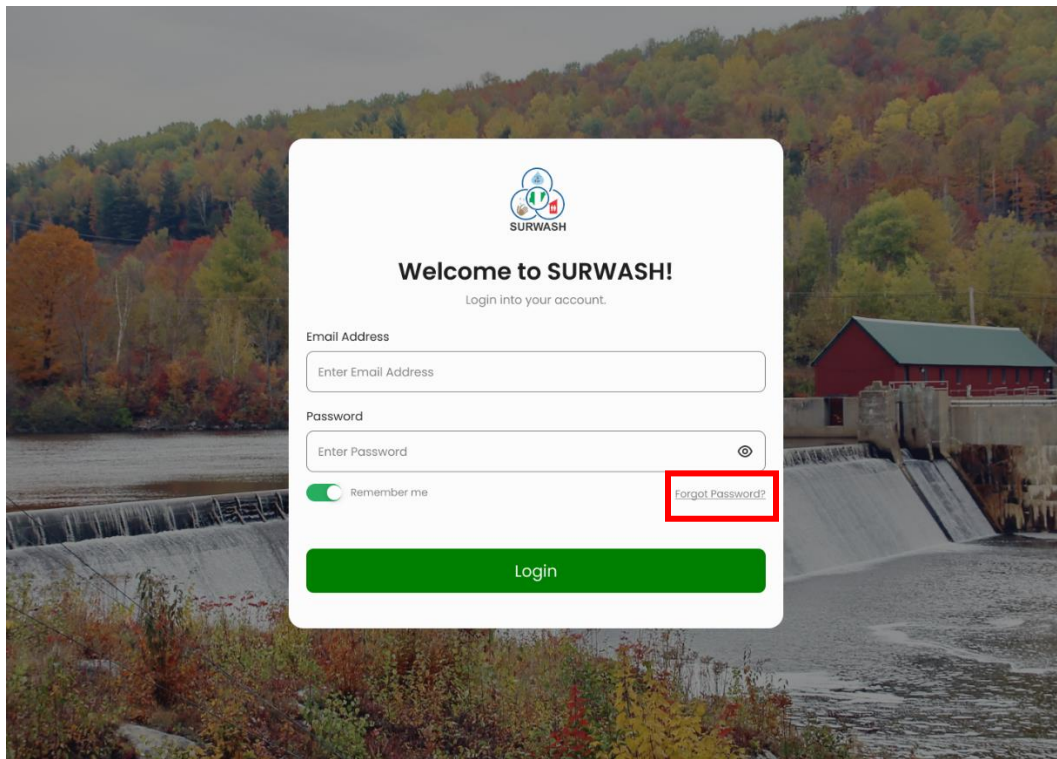 SURWASH
Welcome to SURWASH!
Login into your account.
Email Address
Enter Email Address
Password
Enter Password
Remember me
Forgot Password?
Login